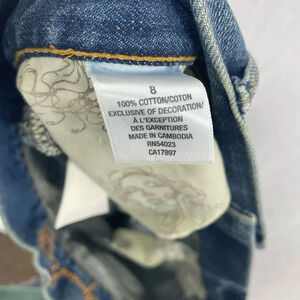 8
100% COTTON/COTON
EXCLUSIVE OF DECORATION/
À L'EXCEPTION
DES GARNITURES
MADE IN CAMBODIA
RN54023
CA17897